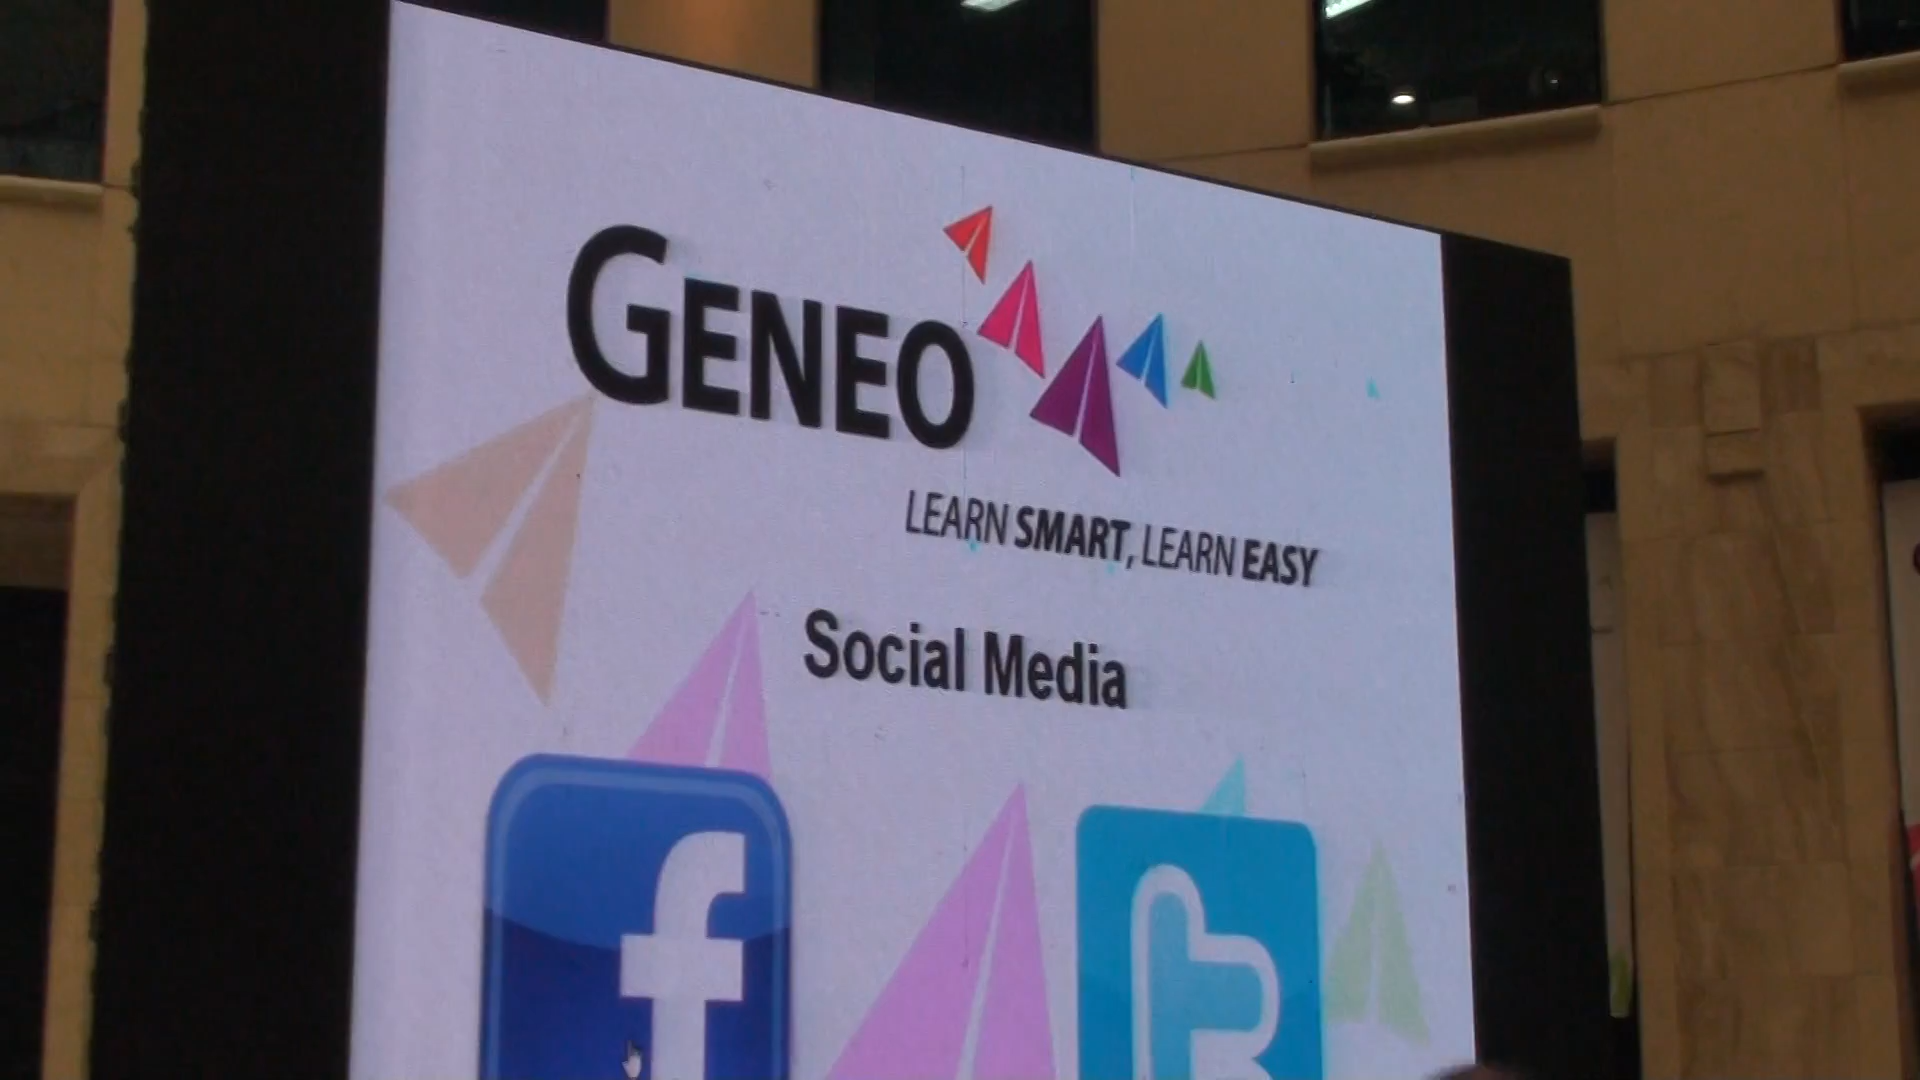 GENEO
LEARN SMART, LEARN EASY
Social Media
f
t